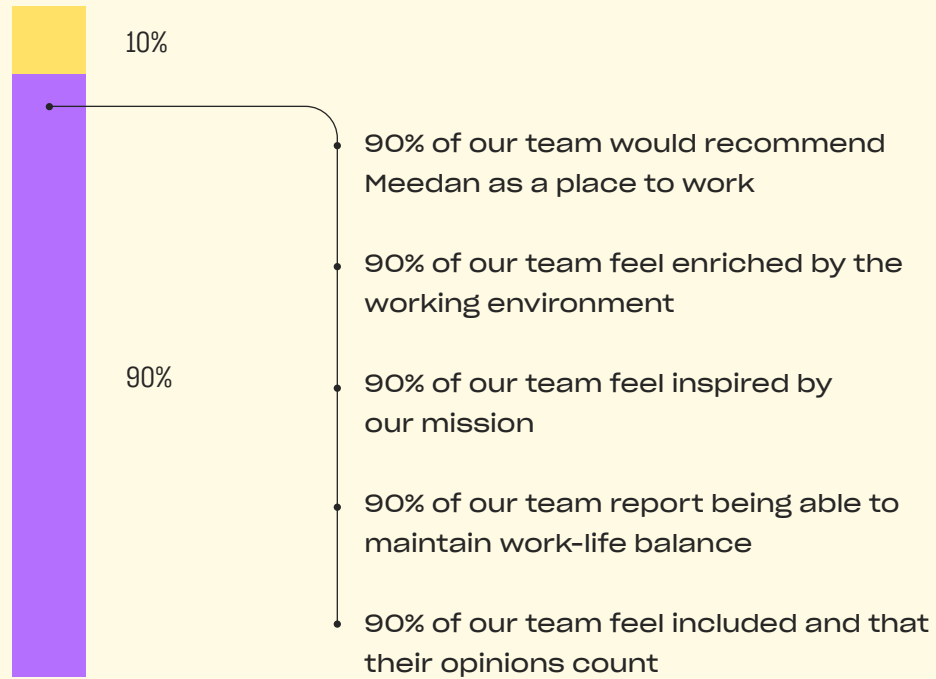 10%
90%
90% of our team would recommend
Meedan as a place to work
90% of our team feel enriched by the
working environment
90% of our team feel inspired by
our mission
90% of our team report being able to
maintain work-life balance
90% of our team feel included and that
their opinions count